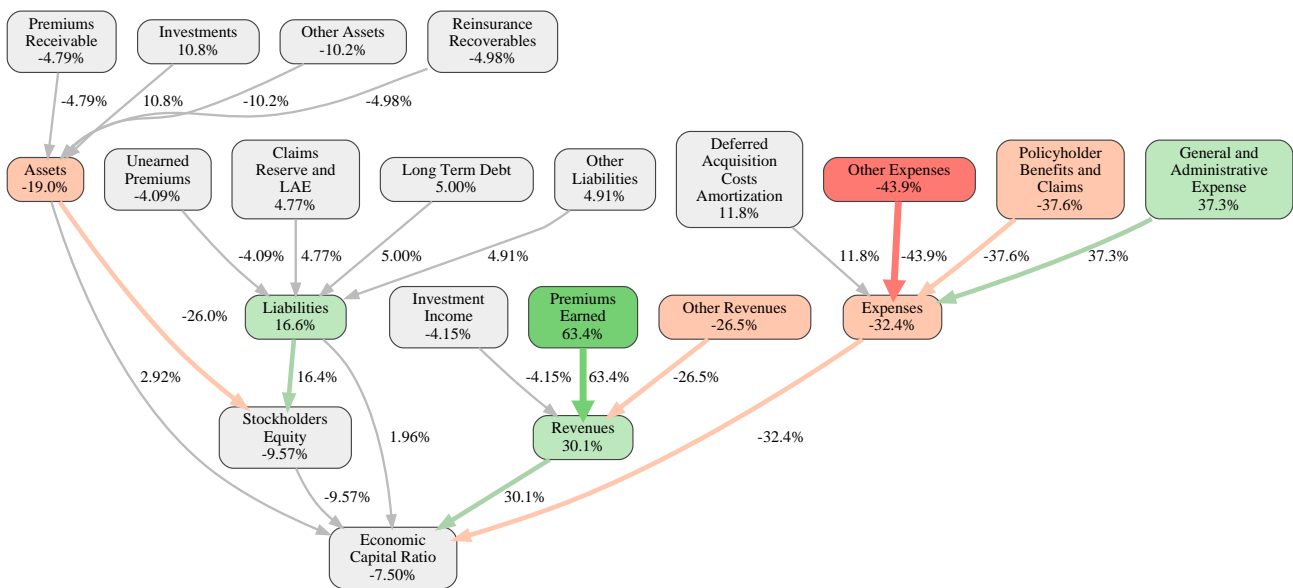 Premiums
Receivable
-4.79%
Investments
10.8%
Other Assets
-10.2%
Reinsurance
Recoverables
-4.98%
-4.79%
10.8%
-10.2%
-4.98%
Assets
-19.0%
Unearned
Premiums
-4.09%
Claims
Reserve and
LAE
4.77%
Long Term Debt
5.00%
Other
Liabilities
4.91%
Deferred
Acquisition
Costs
Amortization
11.8%
Other Expenses
-43.9%
Policyholder
Benefits and
Claims
-37.6%
General and
Administrative
Expense
37.3%
-4.09%
4.77%
5.00%
4.91%
11.8%
-43.9%
-37.6%
37.3%
-26.0%
Liabilities
16.6%
Investment
Income
-4.15%
Premiums
Earned
63.4%
Other Revenues
-26.5%
Expenses
-32.4%
2.92%
16.4%
-4.15%
63.4%
-26.5%
Stockholders
Equity
-9.57%
1.96%
Revenues
30.1%
-32.4%
-9.57%
30.1%
Economic
Capital Ratio
-7.50%